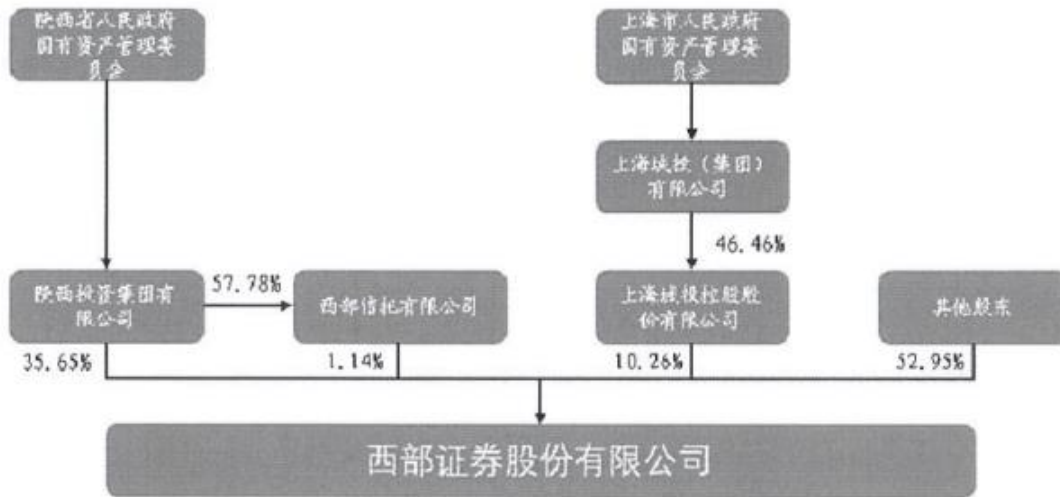 陕西省人民政府
国有资产管理委
员会
上海市人民政府
国有资产管理委
员会
上海城投（集团）
有限公司
46.46%
陕西投资集团有
限公司
57.78%
西部信托有限公司
上海城投控股股
份有限公司
其他股东
35.65%
1.14%
10.26%
52.95%
西部证券股份有限公司